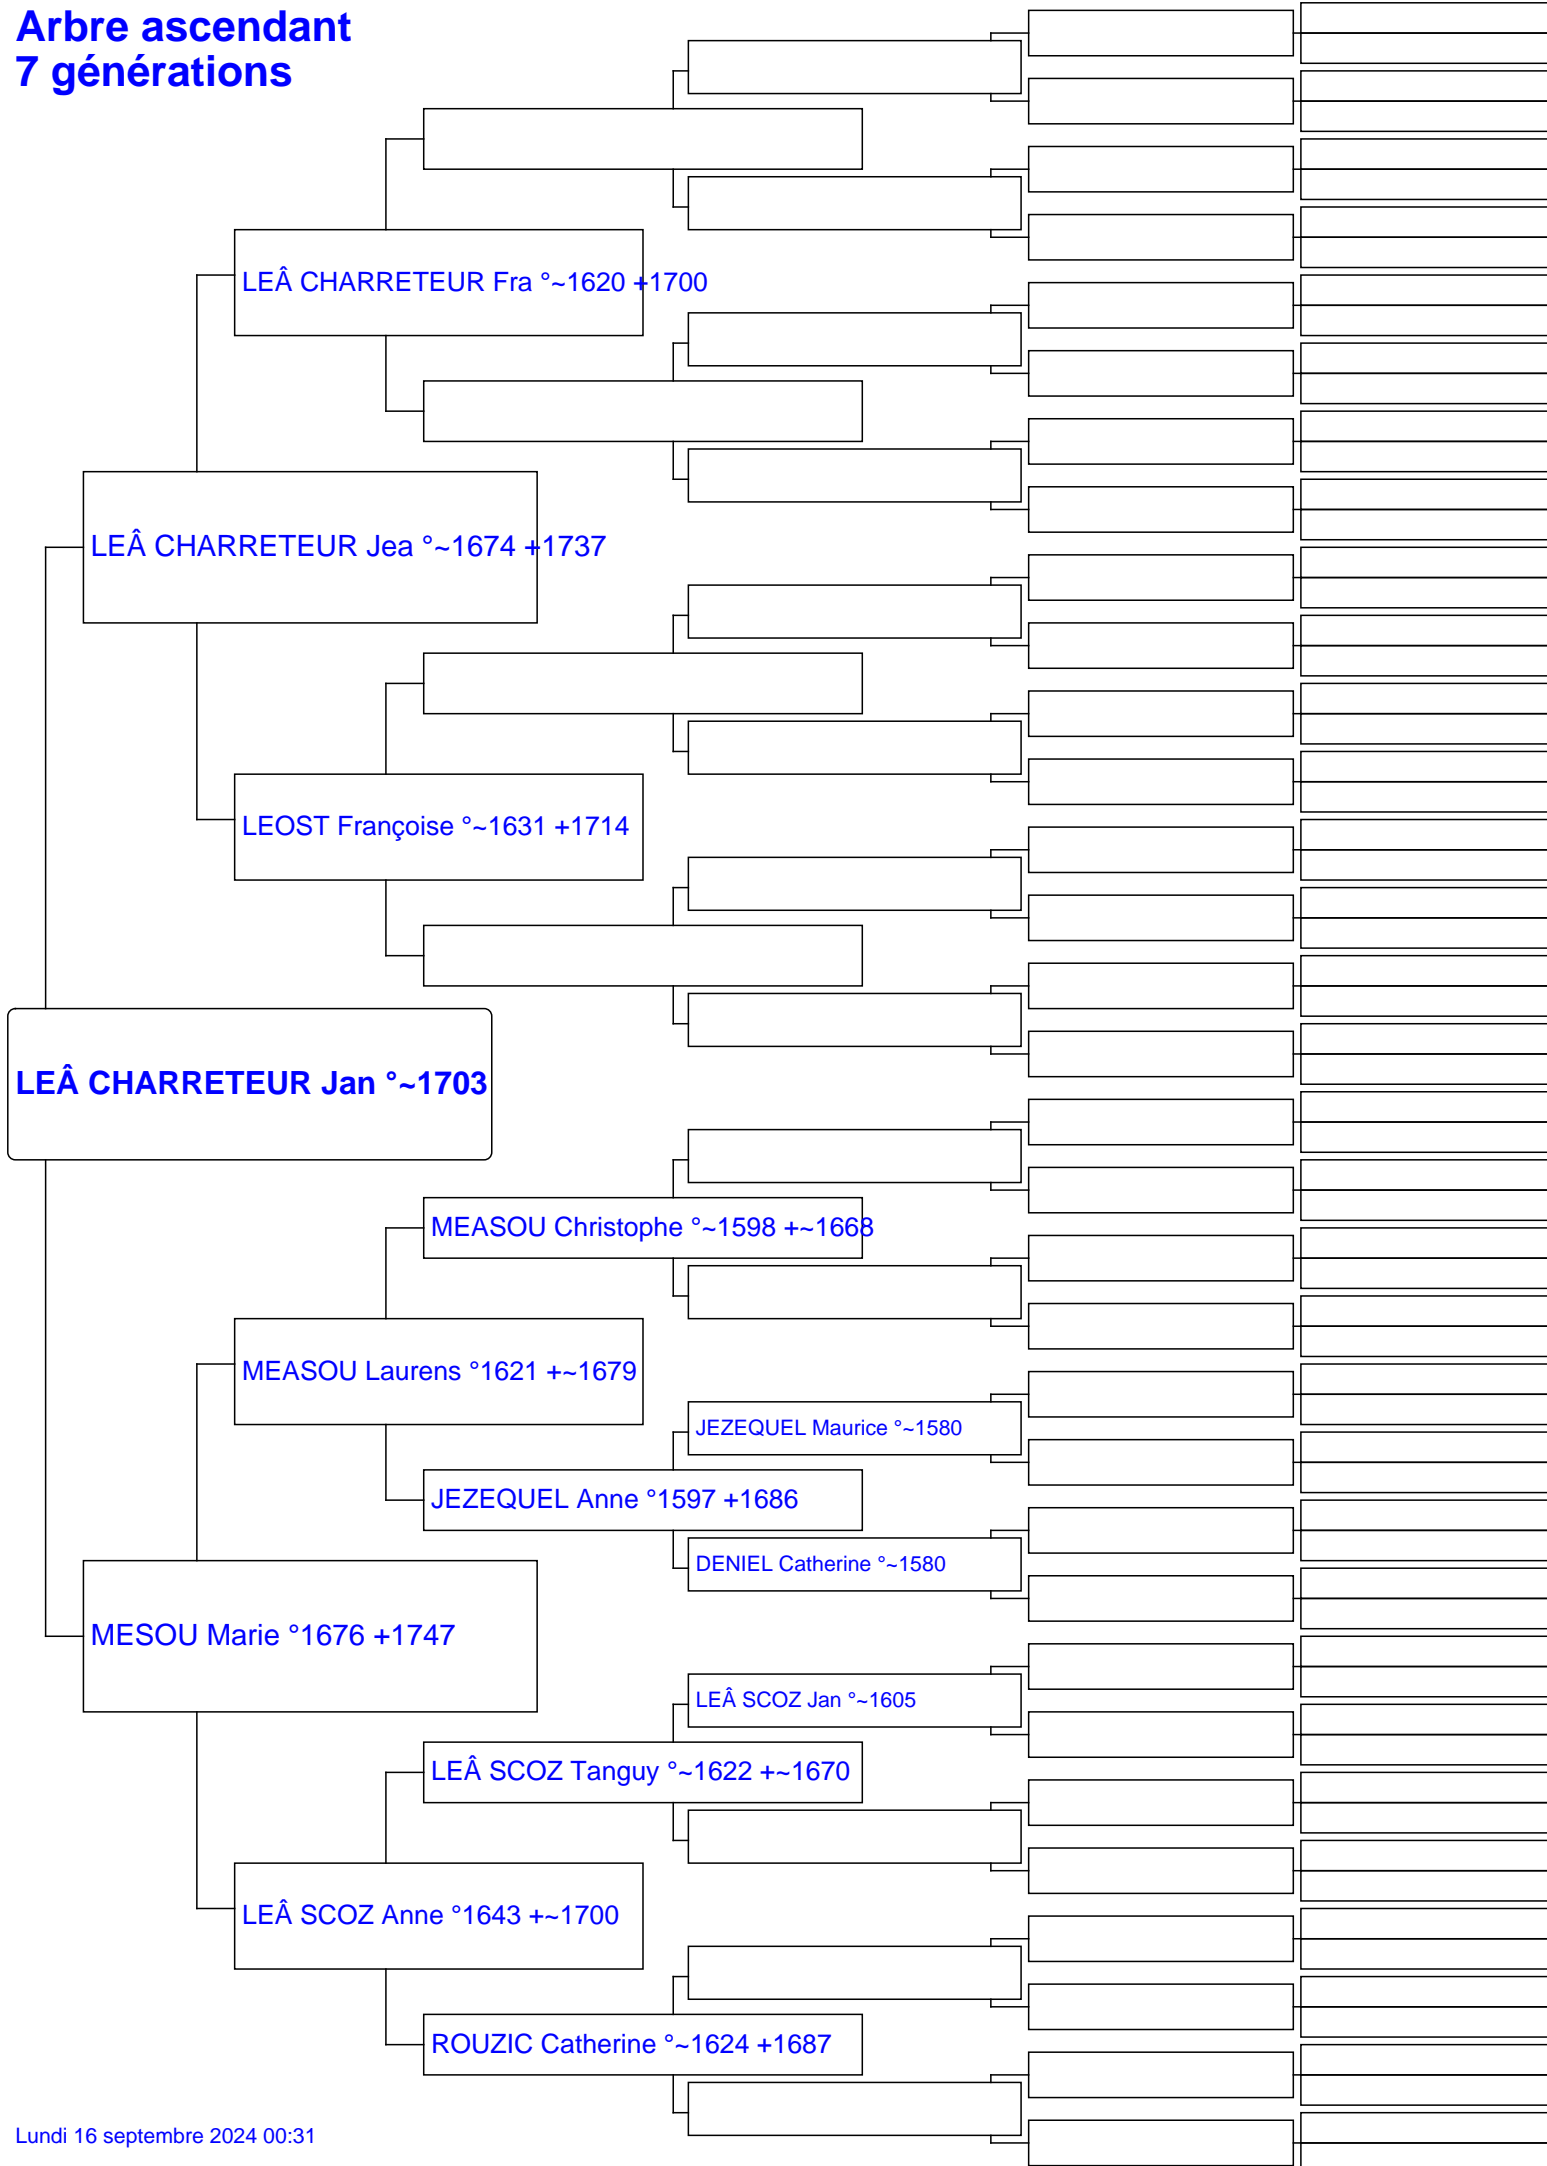 Arbre ascendant
7 générations
LEÂ CHARRETEUR Fra °~1620 +1700
LEÂ CHARRETEUR Jea °~1674 +1737
LEOST Françoise °~1631 +1714
LEÂ CHARRETEUR Jan °~1703
MEASOU Christophe °~1598 +~1668
MEASOU Laurens °1621 +~1679
JEZEQUEL Maurice °~1580
JEZEQUEL Anne °1597 +1686
DENIEL Catherine °~1580
MESOU Marie °1676 +1747
LEÂ SCOZ Jan °~1605
LEÂ SCOZ Tanguy °~1622 +~1670
LEÂ SCOZ Anne °1643 +~1700
ROUZIC Catherine °~1624 +1687
Lundi 16 septembre 2024 00:31